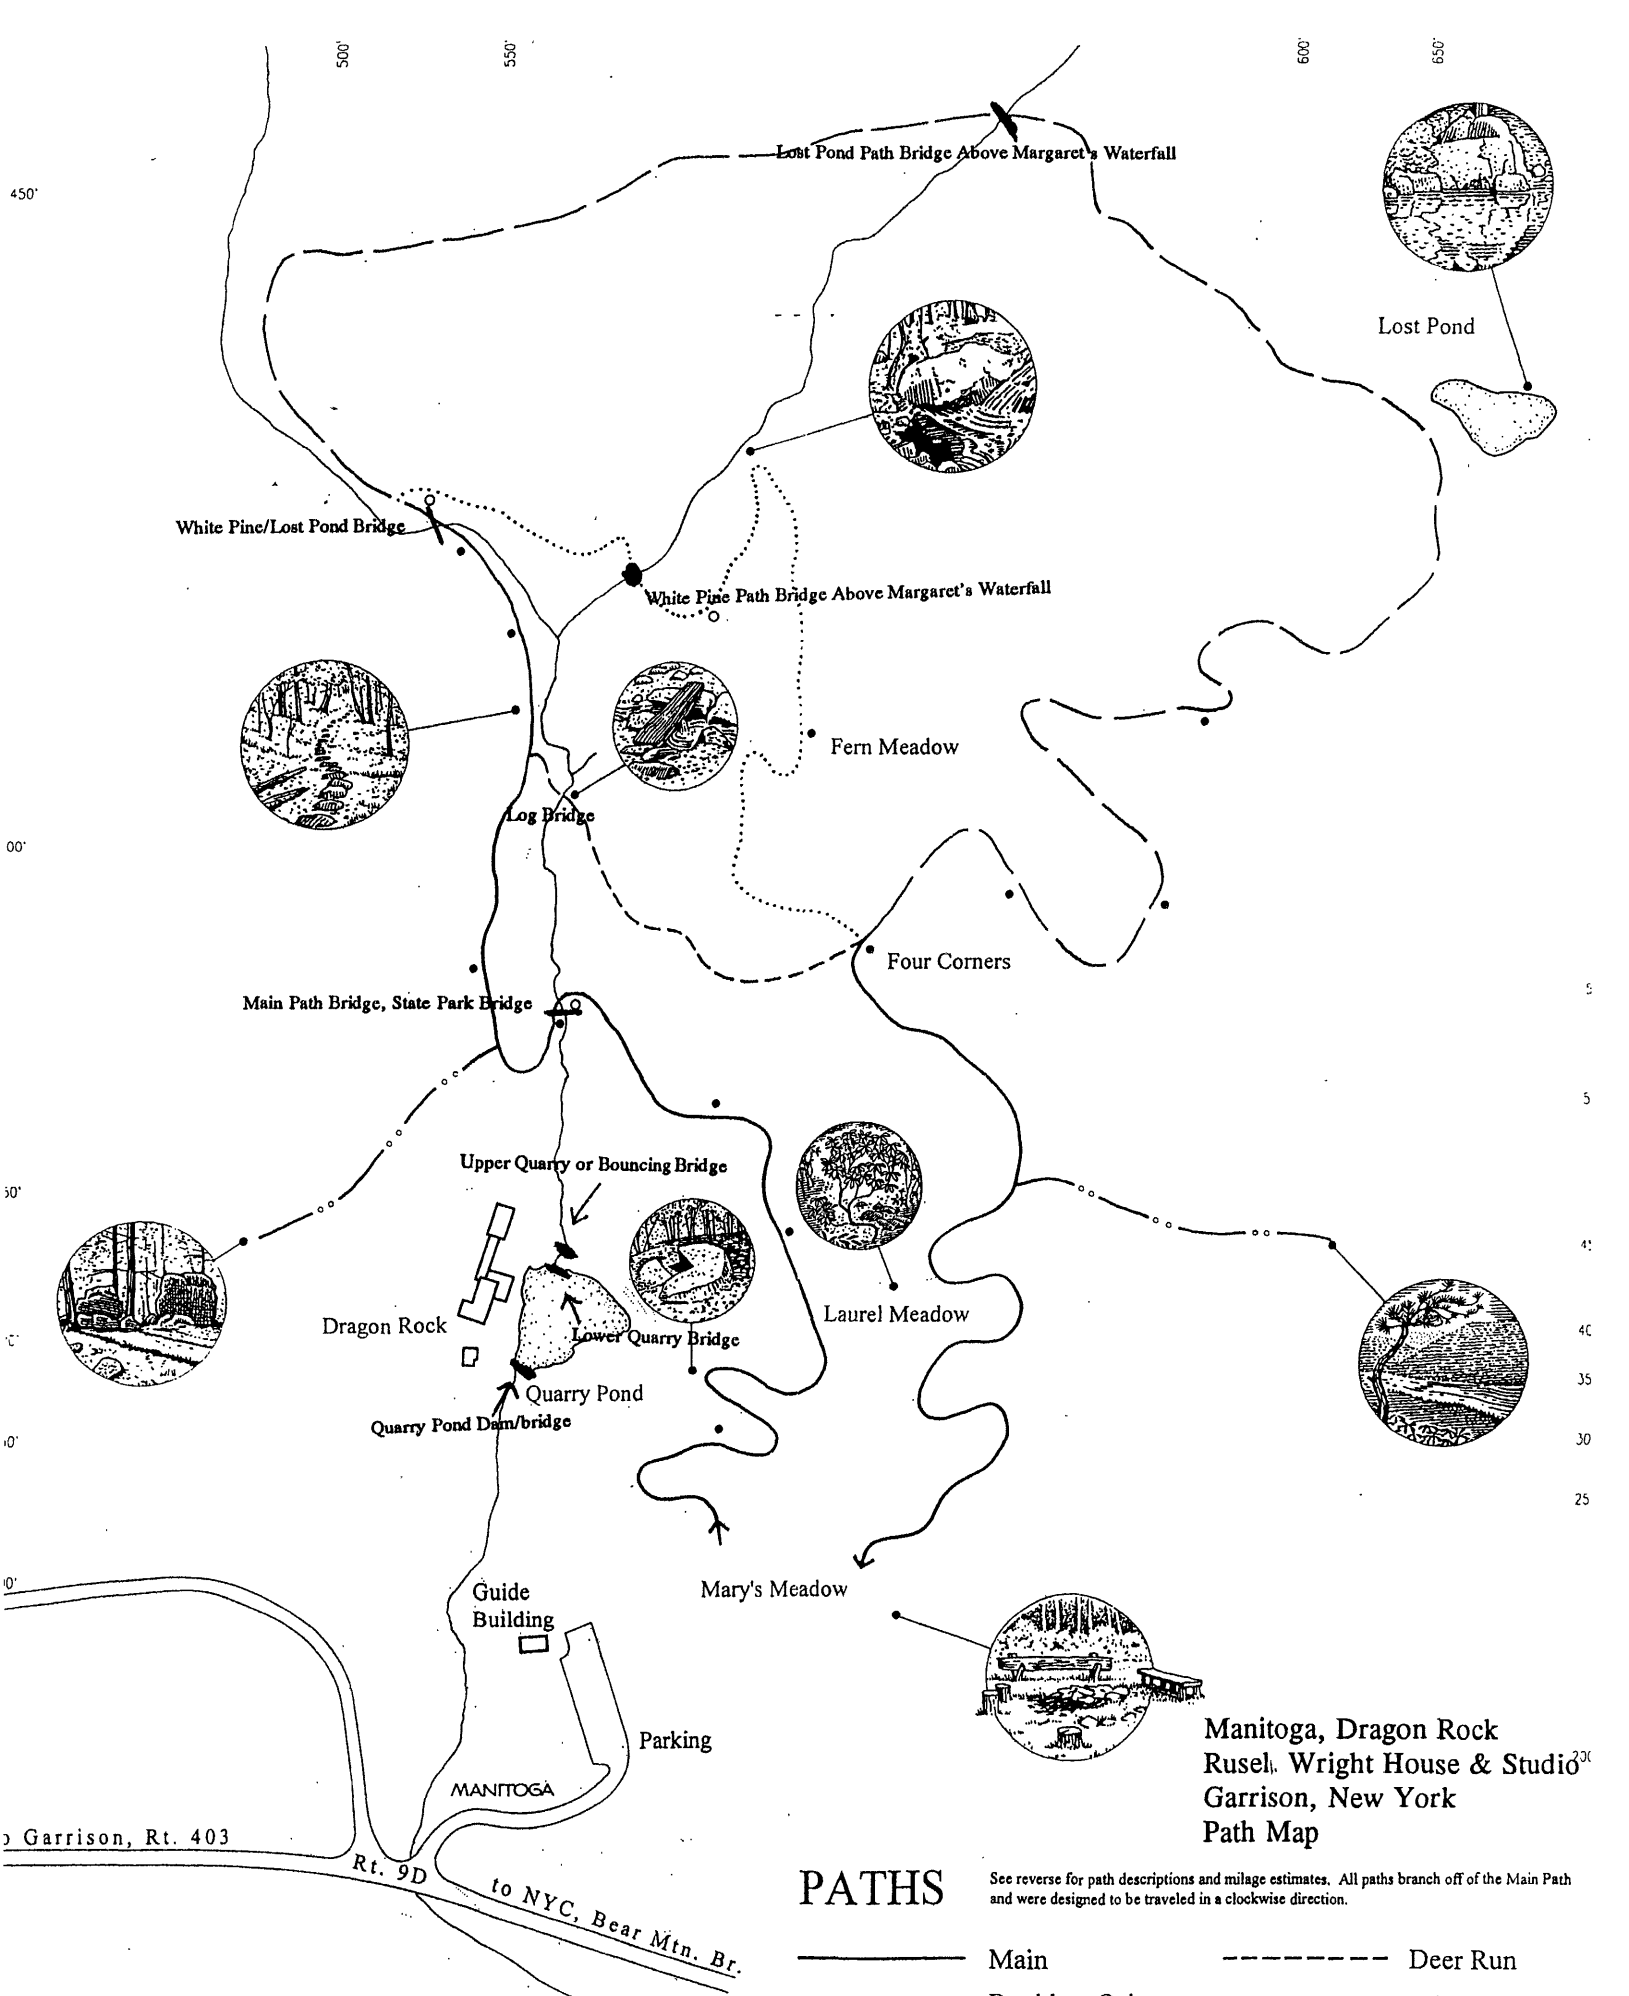 500'
550'
600'
650'
450'
Lost Pond Path Bridge Above Margaret's Waterfall
Lost Pond
White Pine/Lost Pond Bridge
White Pine Path Bridge Above Margaret's Waterfall
Fern Meadow
Log Bridge
00'
Four Corners
Main Path Bridge, State Park Bridge
5
Upper Quarry or Bouncing Bridge
50'
Laurel Meadow
Dragon Rock
Lower Quarry Bridge
40
35
Quarry Pond
Quarry Pond Dam/bridge
30
25
Mary's Meadow
Guide
Building
Parking
MANITOGA
Manitoga, Dragon Rock
Rusel. Wright House & Studio
Garrison, New York
Path Map
Garrison, Rt. 403
Rt. 9D
to NYC, Bear Mtn. Br.
PATHS
See reverse for path descriptions and milage estimates. All paths branch off of the Main Path
and were designed to be traveled in a clockwise direction.
Main
Deer Run